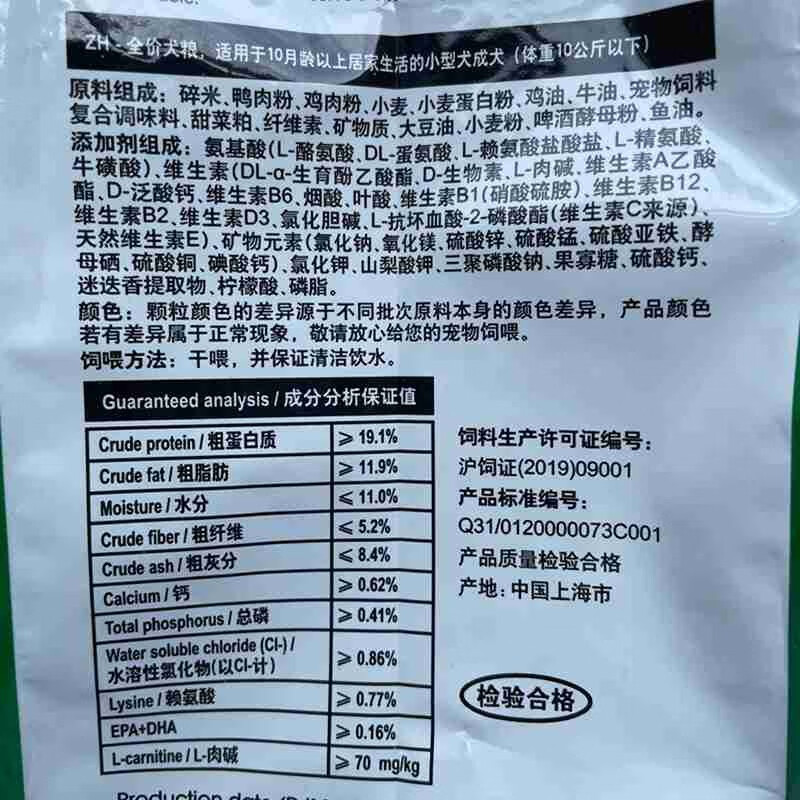 ZH - 全价犬粮，适用于10月龄以上居家生活的小型犬成犬（体重10公斤以下）
原料组成：碎米、鸭肉粉、鸡肉粉、小麦、小麦蛋白粉、鸡油、牛油、宠物饲料
复合调味料、甜菜粕、纤维素、矿物质、大豆油、小麦粉、啤酒酵母粉、鱼油。
添加剂组成：氨基酸(L-酪氨酸、DL-蛋氨酸、L-赖氨酸盐酸盐、L-精氨酸、
牛磺酸)、维生素(DL-α-生育酚乙酸酯、D-生物素、L-肉碱、维生素A乙酸
酯、D-泛酸钙、维生素B6、烟酸、叶酸、维生素B1(硝酸硫胺)、维生素B12、
维生素B2、维生素D3、氯化胆碱、L-抗坏血酸-2-磷酸酯(维生素C来源)、
天然维生素E)、矿物元素(氯化钠、氧化镁、硫酸锌、硫酸锰、硫酸亚铁、酵
母硒、硫酸铜、碘酸钙)、氯化钾、山梨酸钾、三聚磷酸钠、果寡糖、硫酸钙、
迷迭香提取物、柠檬酸、磷脂。
颜色：颗粒颜色的差异源于不同批次原料本身的颜色差异，产品颜色
若有差异属于正常现象，敬请放心给您的宠物饲喂。
饲喂方法：干喂，并保证清洁饮水。
Guaranteed analysis / 成分分析保证值
Crude protein / 粗蛋白质 ⩾ 19.1%
Crude fat / 粗脂肪 ⩾ 11.9%
Moisture / 水分 ⩽ 11.0%
Crude fiber / 粗纤维 ⩽ 5.2%
Crude ash / 粗灰分 ⩽ 8.4%
Calcium / 钙 ⩾ 0.62%
Total phosphorus / 总磷 ⩾ 0.41%
Water soluble chloride (Cl-) /
水溶性氯化物(以Cl-计) ⩾ 0.86%
Lysine / 赖氨酸 ⩾ 0.77%
EPA+DHA ⩾ 0.16%
L-carnitine / L-肉碱 ⩾ 70 mg/kg
饲料生产许可证编号：
沪饲证(2019)09001
产品标准编号：
Q31/0120000073C001
产品质量检验合格
产地：中国上海市
检验合格
Production date